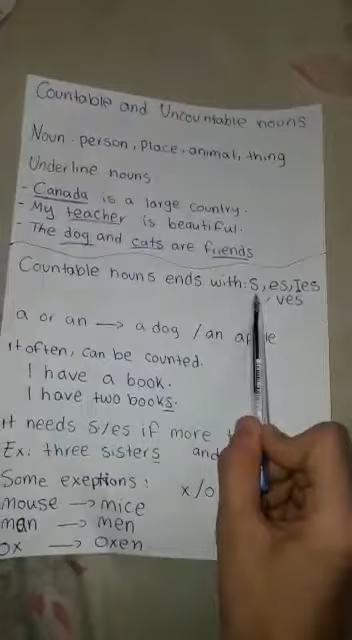 Countable and Uncountable nouns
Noun. person, place, animal, thing
Underline nouns
- Canada is a large country.
- My teacher is beautiful.
- The dog and cats are friends
Countable nouns ends with: s, es, Ies
, ves
a or an → a dog / an
it often, can be counted.
I have a book.
I have two books.
it needs s/es if more
Ex. three sisters and
Some exeptions: x/o
mouse → mice
man → men
ox → oxen